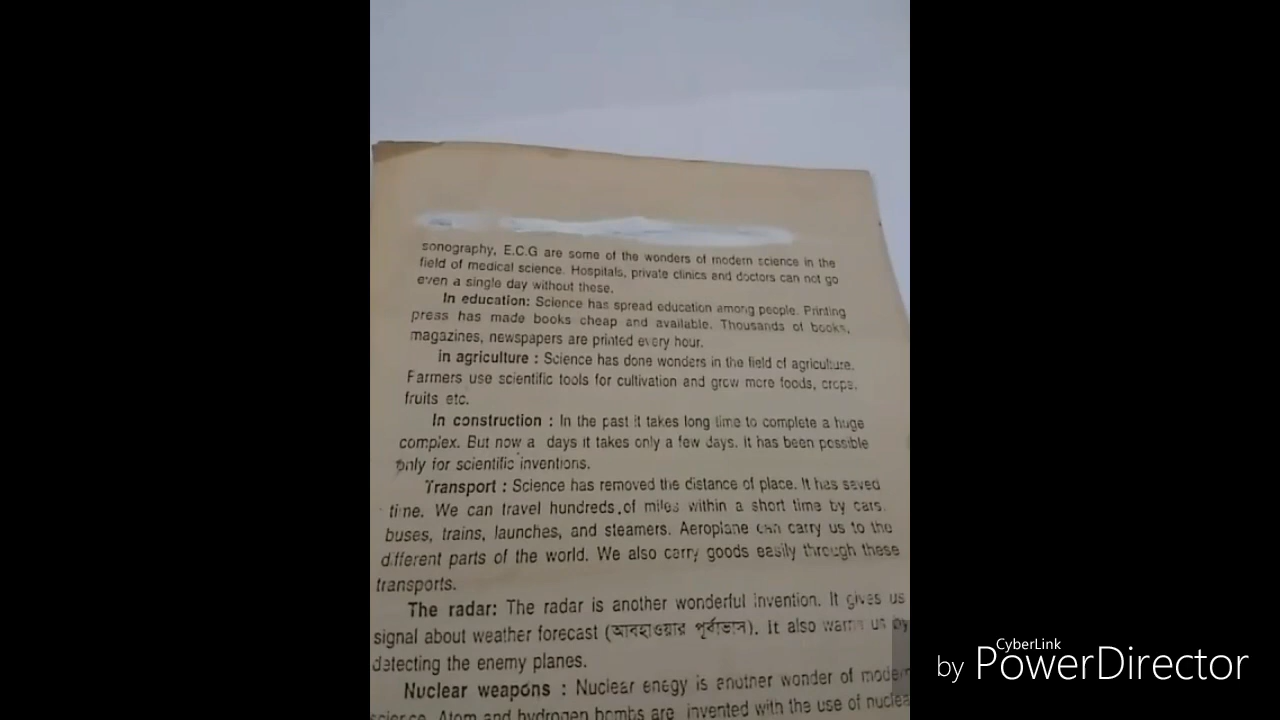 sonography, E.C.G are some of the wonders of modern science in the
field of medical science. Hospitals, private clinics and doctors can not go
even a single day without these.
In education: Science has spread education among people. Printing
press has made books cheap and available. Thousands of books,
magazines, newspapers are printed every hour.
in agriculture : Science has done wonders in the field of agriculture.
Farmers use scientific tools for cultivation and grow more foods, crops,
fruits etc.
In construction : In the past it takes long time to complete a huge
complex. But now a days it takes only a few days. It has been possible
only for scientific inventions.
Transport : Science has removed the distance of place. It has saved
time. We can travel hundreds of miles within a short time by cars,
buses, trains, launches, and steamers. Aeroplane can carry us to the
different parts of the world. We also carry goods easily through these
transports.
The radar: The radar is another wonderful invention. It gives us
signal about weather forecast (আবহাওয়ার পূর্বাভাস). It also warns us by
detecting the enemy planes.
Nuclear weapons : Nuclear enegy is another wonder of modern
science. Atom and hydrogen bombs are invented with the use of nuclea
CyberLink
by PowerDirector